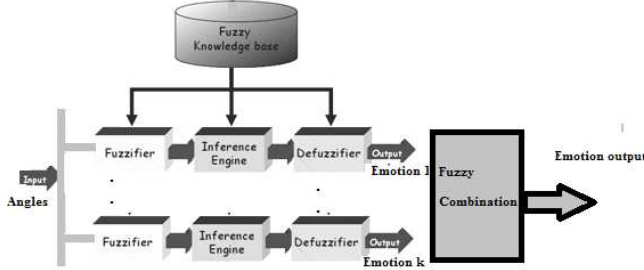 Fuzzy
Knowledge base
Fuzzifier
Inference
Engine
Defuzzifier
Output
Emotion 1
Input
Angles
Fuzzy
Combination
Emotion output
Fuzzifier
Inference
Engine
Defuzzifier
Output
Emotion k